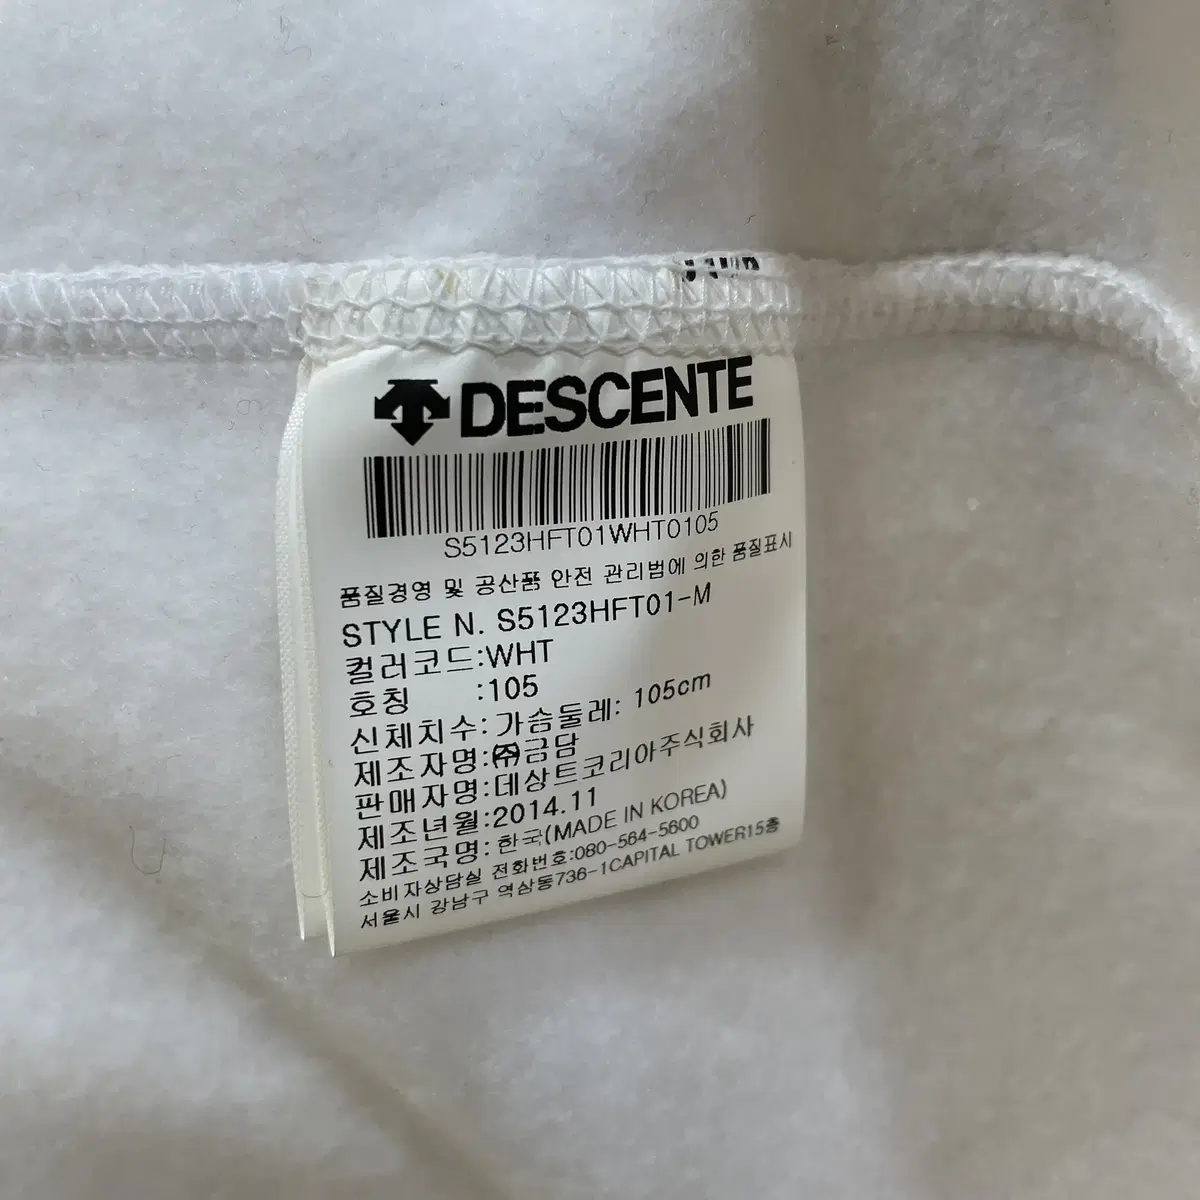 DESCENTE
S5123HFT01WHT0105
품질경영 및 공산품 안전 관리법에 의한 품질표시
STYLE N. S5123HFT01-M
컬러코드:WHT
호칭 :105
신체치수: 가슴둘레: 105cm
제조자명:㈜금담
판매자명:데상트코리아주식회사
제조년월:2014.11
제조국명:한국(MADE IN KOREA)
소비자상담실 전화번호:080-564-5600
서울시 강남구 역삼동736-1CAPITAL TOWER15층